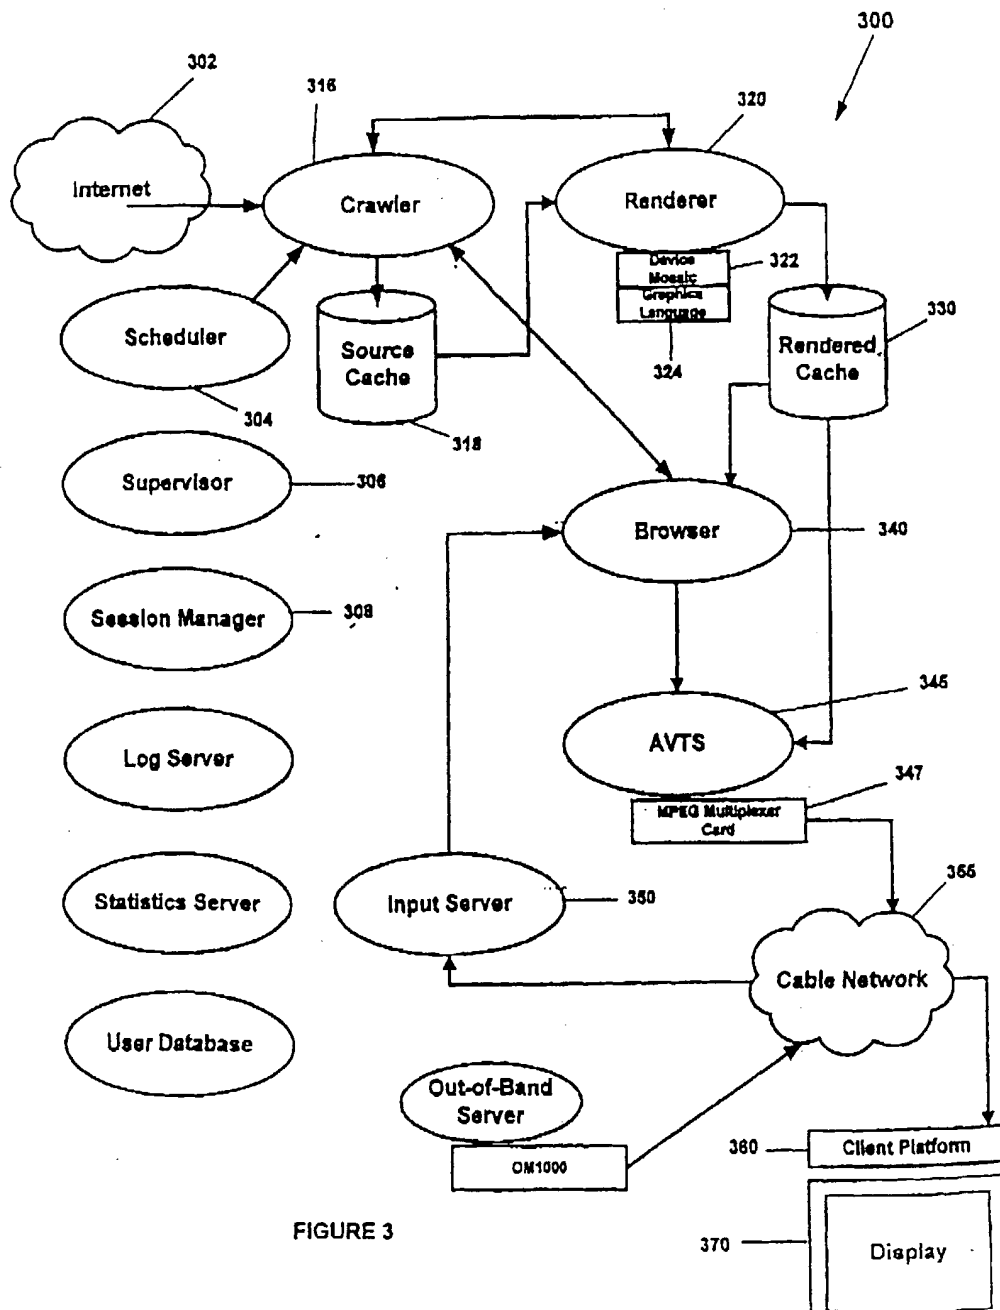 300
302
316
320
Internet
Crawler
Renderer
Device
Mosaic
322
Graphics
Language
324
Scheduler
304
Source
Cache
318
Rendered
Cache
330
Supervisor
306
Browser
340
Session Manager
308
345
AVTS
Log Server
347
MPEG Multiplexer
Card
355
Statistics Server
Input Server
350
Cable Network
User Database
Out-of-Band
Server
OM1000
360
Client Platform
FIGURE 3
370
Display